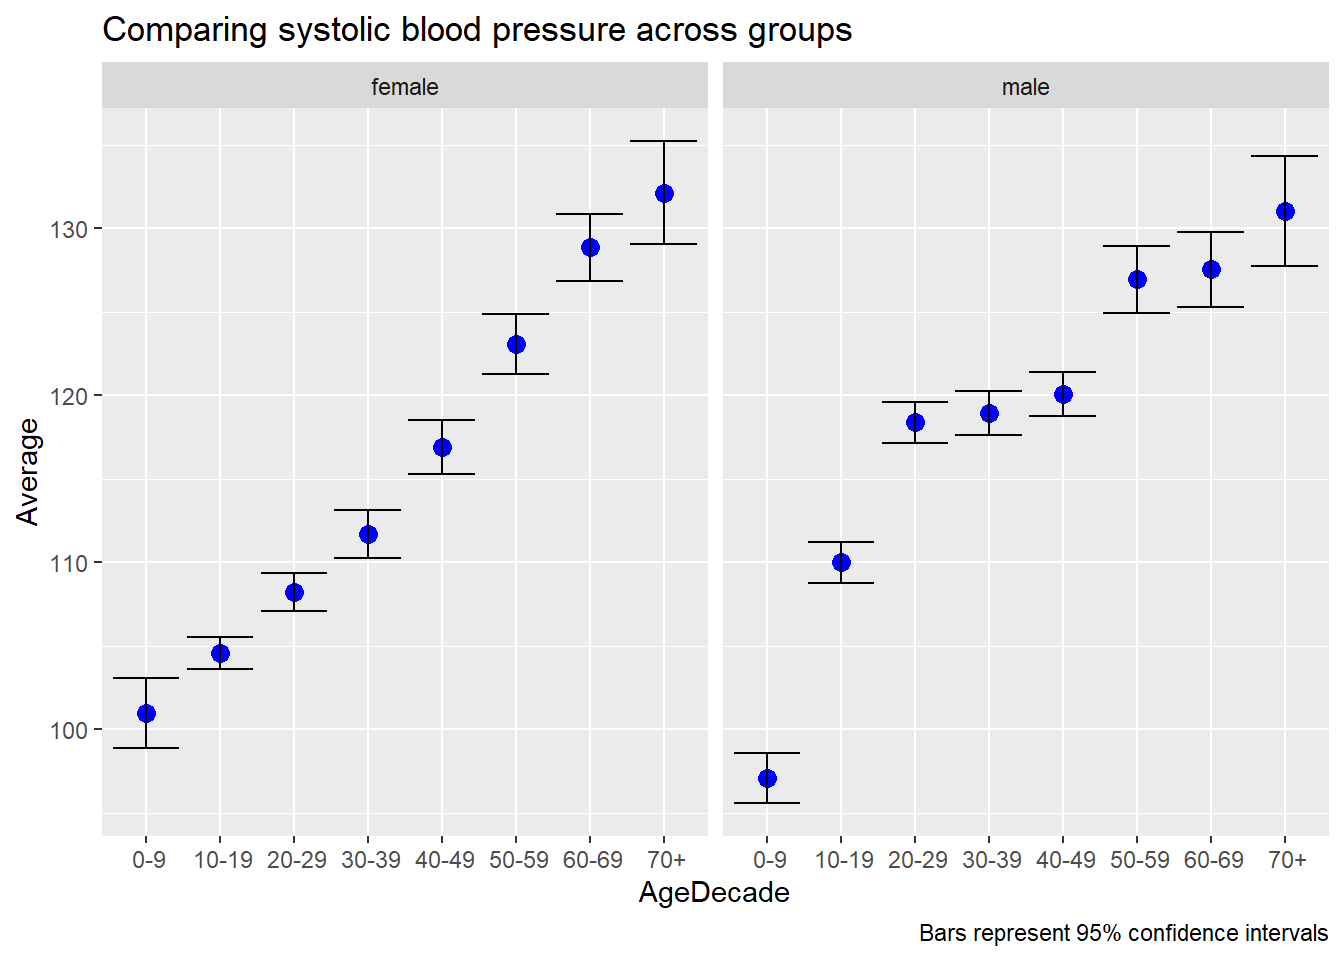 Comparing systolic blood pressure across groups
female male
130
120
110
100
Average
0-9 10-19 20-29 30-39 40-49 50-59 60-69 70+ 0-9 10-19 20-29 30-39 40-49 50-59 60-69 70+
AgeDecade
Bars represent 95% confidence intervals